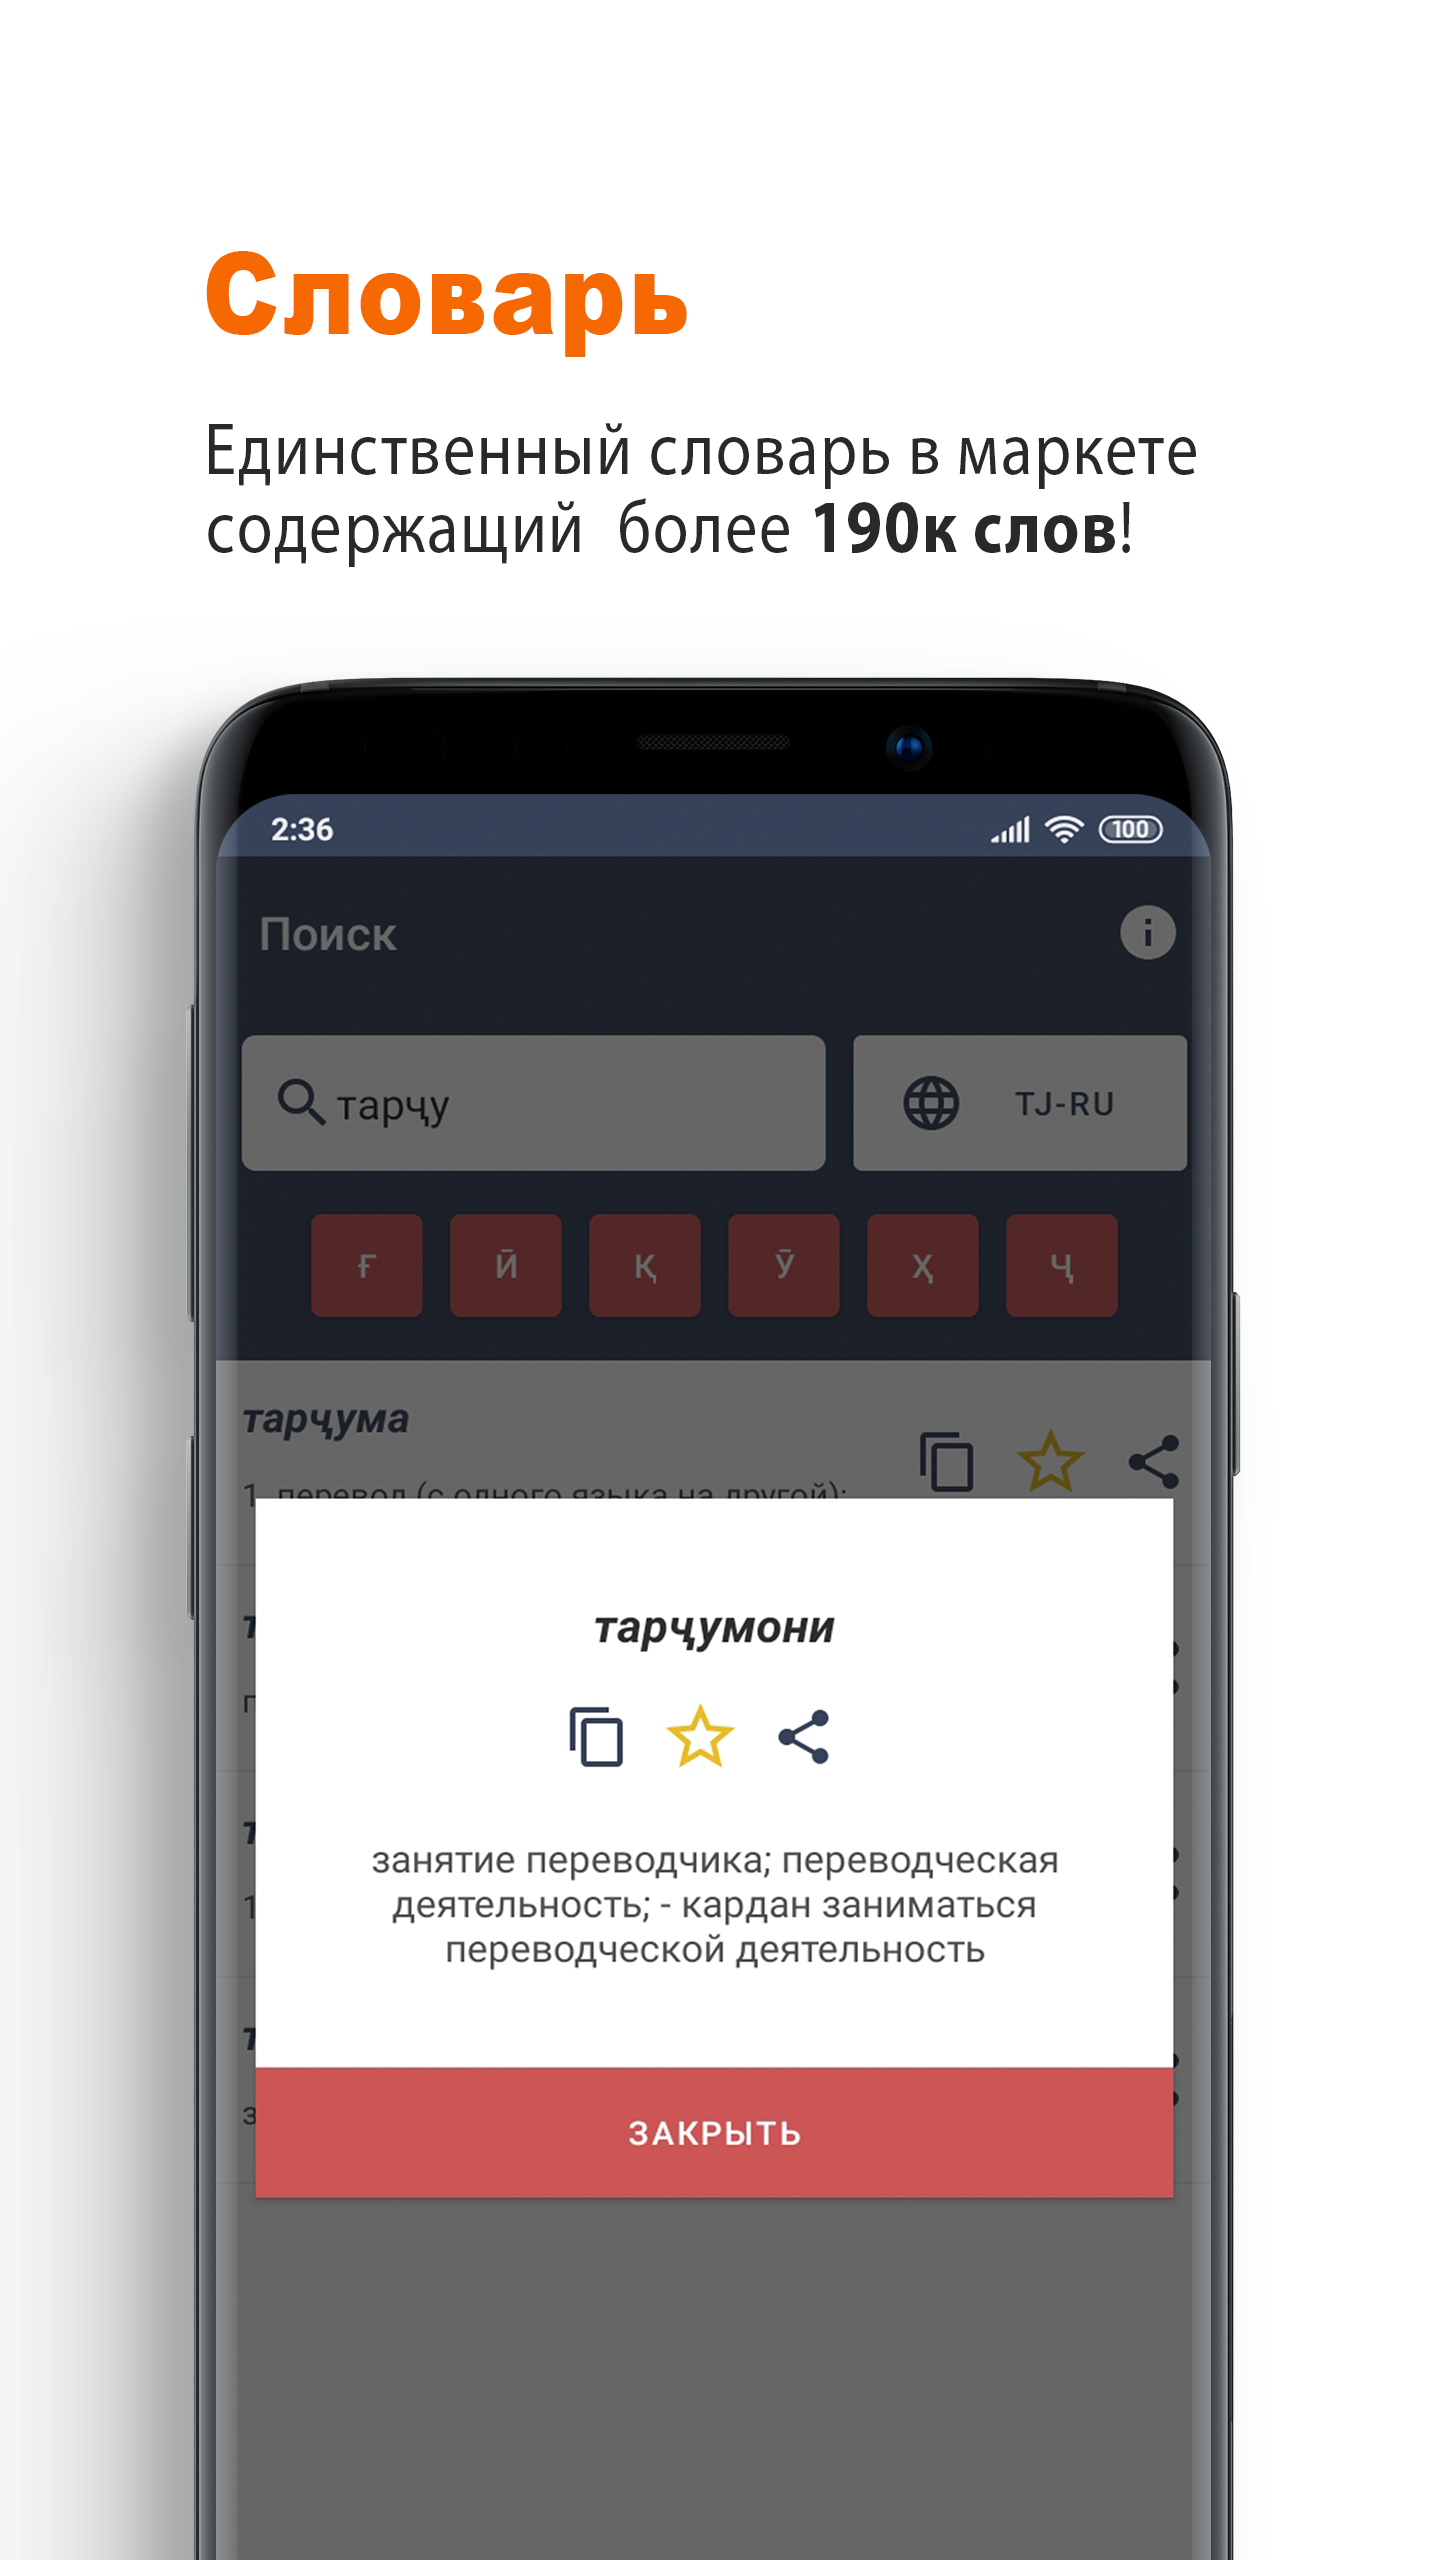 Словарь
Единственный словарь в маркете
содержащий более 190к слов!
2:36
100
Поиск
тарҷу
TJ-RU
Ғ Ӣ Қ Ӯ Ҳ Ҷ
тарҷума
1. перевод (с одного языка на другой);
тарҷумони
занятие переводчика; переводческая
деятельность; - кардан заниматься
переводческой деятельность
ЗАКРЫТЬ